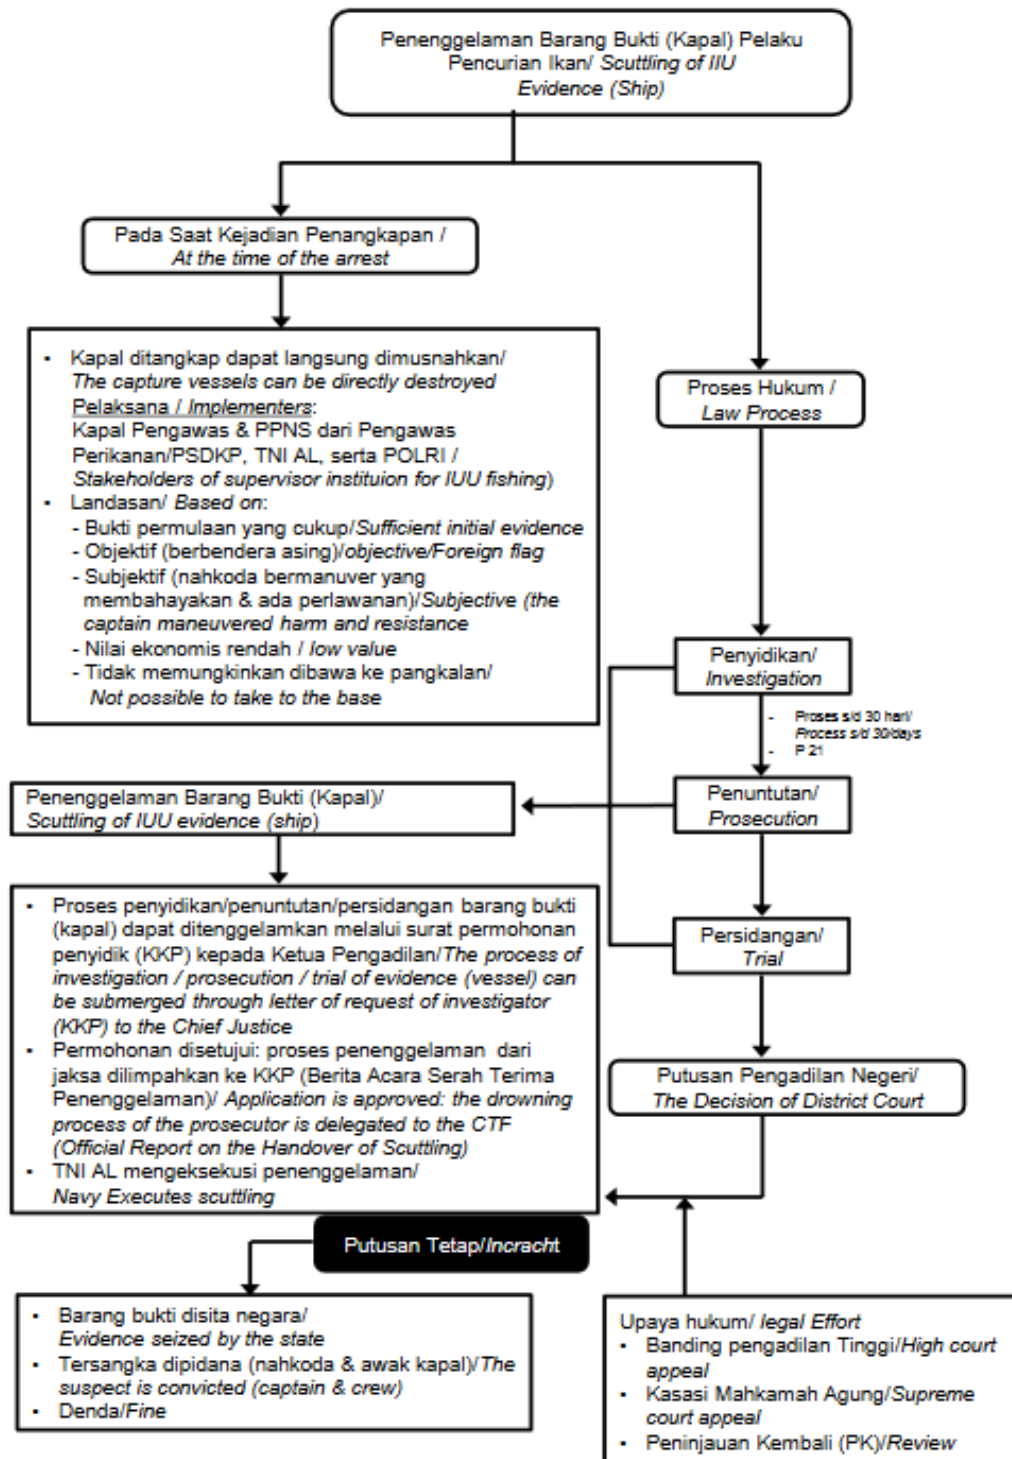 Penenggelaman Barang Bukti (Kapal) Pelaku
Pencurian Ikan/ Scuttling of IIU
Evidence (Ship)
Pada Saat Kejadian Penangkapan /
At the time of the arrest
▪ Kapal ditangkap dapat langsung dimusnahkan/
The capture vessels can be directly destroyed
Pelaksana / Implementers:
Kapal Pengawas & PPNS dari Pengawas
Perikanan/PSDKP, TNI AL, serta POLRI /
Stakeholders of supervisor instituion for IUU fishing)
▪ Landasan/ Based on:
- Bukti permulaan yang cukup/Sufficient initial evidence
- Objektif (berbendera asing)/objective/Foreign flag
- Subjektif (nahkoda bermanuver yang
membahayakan & ada perlawanan)/Subjective (the
captain maneuvered harm and resistance
- Nilai ekonomis rendah / low value
- Tidak memungkinkan dibawa ke pangkalan/
Not possible to take to the base
Proses Hukum /
Law Process
Penyidikan/
Investigation
- Proses s/d 30 hari/
Process s/d 30/days
- P 21
Penuntutan/
Prosecution
Persidangan/
Trial
Putusan Pengadilan Negeri/
The Decision of District Court
Penenggelaman Barang Bukti (Kapal)/
Scuttling of IUU evidence (ship)
▪ Proses penyidikan/penuntutan/persidangan barang bukti
(kapal) dapat ditenggelamkan melalui surat permohonan
penyidik (KKP) kepada Ketua Pengadilan/The process of
investigation / prosecution / trial of evidence (vessel) can
be submerged through letter of request of investigator
(KKP) to the Chief Justice
▪ Permohonan disetujui: proses penenggelaman dari
jaksa dilimpahkan ke KKP (Berita Acara Serah Terima
Penenggelaman)/ Application is approved: the drowning
process of the prosecutor is delegated to the CTF
(Official Report on the Handover of Scuttling)
▪ TNI AL mengeksekusi penenggelaman/
Navy Executes scuttling
Putusan Tetap/Incracht
▪ Barang bukti disita negara/
Evidence seized by the state
▪ Tersangka dipidana (nahkoda & awak kapal)/The
suspect is convicted (captain & crew)
▪ Denda/Fine
Upaya hukum/ legal Effort
▪ Banding pengadilan Tinggi/High court
appeal
▪ Kasasi Mahkamah Agung/Supreme
court appeal
▪ Peninjauan Kembali (PK)/Review